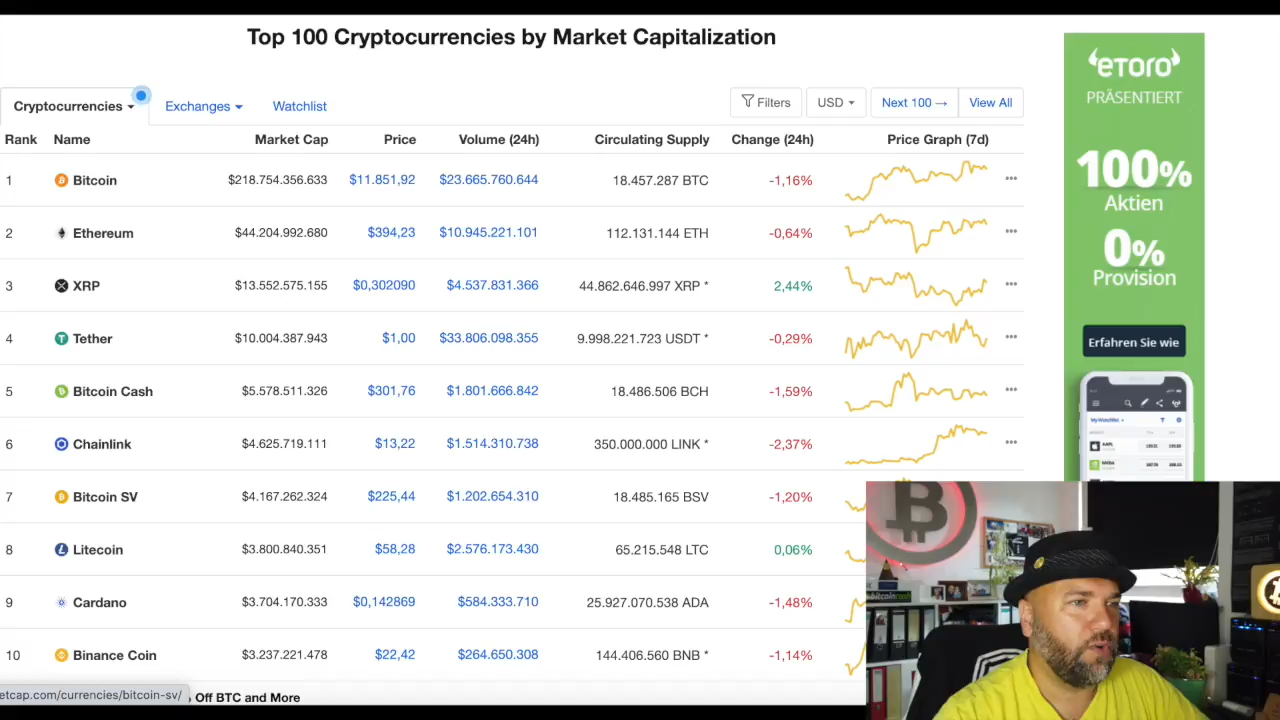 Top 100 Cryptocurrencies by Market Capitalization
Cryptocurrencies Exchanges Watchlist Filters USD Next 100 → View All
Rank Name Market Cap Price Volume (24h) Circulating Supply Change (24h) Price Graph (7d)
1 Bitcoin $218.754.356.633 $11.851,92 $23.665.760.644 18.457.287 BTC -1,16%
2 Ethereum $44.204.992.680 $394,23 $10.945.221.101 112.131.144 ETH -0,64%
3 XRP $13.552.575.155 $0,302090 $4.537.831.366 44.862.646.997 XRP * 2,44%
4 Tether $10.004.387.943 $1,00 $33.806.098.355 9.998.221.723 USDT * -0,29%
5 Bitcoin Cash $5.578.511.326 $301,76 $1.801.666.842 18.486.506 BCH -1,59%
6 Chainlink $4.625.719.111 $13,22 $1.514.310.738 350.000.000 LINK * -2,37%
7 Bitcoin SV $4.167.262.324 $225,44 $1.202.654.310 18.485.165 BSV -1,20%
8 Litecoin $3.800.840.351 $58,28 $2.576.173.430 65.215.548 LTC 0,06%
9 Cardano $3.704.170.333 $0,142869 $584.333.710 25.927.070.538 ADA -1,48%
10 Binance Coin $3.237.221.478 $22,42 $264.650.308 144.406.560 BNB * -1,14%
etcap.com/currencies/bitcoin-sv/ Off BTC and More
eTORO
PRÄSENTIERT
100%
Aktien
0%
Provision
Erfahren Sie wie